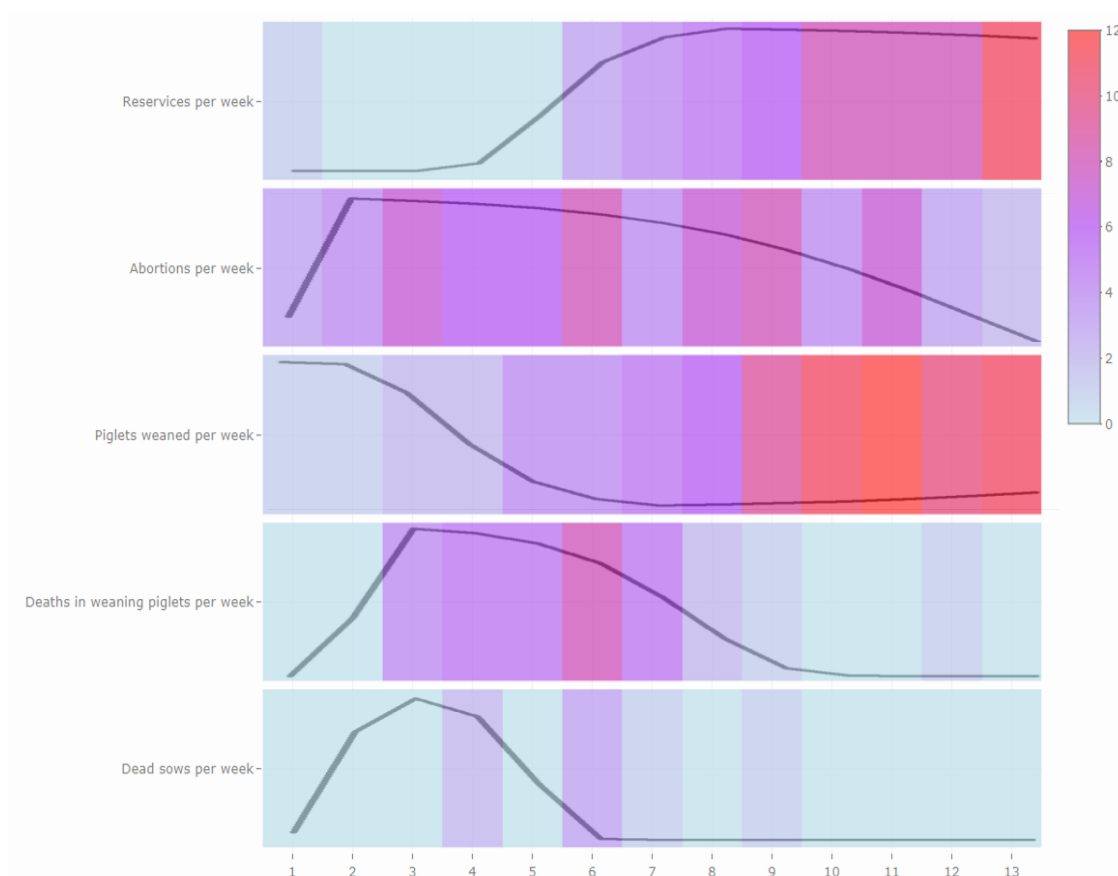 Reservices per week
Abortions per week
Piglets weaned per week
Deaths in weaning piglets per week
Dead sows per week
1 2 3 4 5 6 7 8 9 10 11 12 13
12
10
8
6
4
2
0